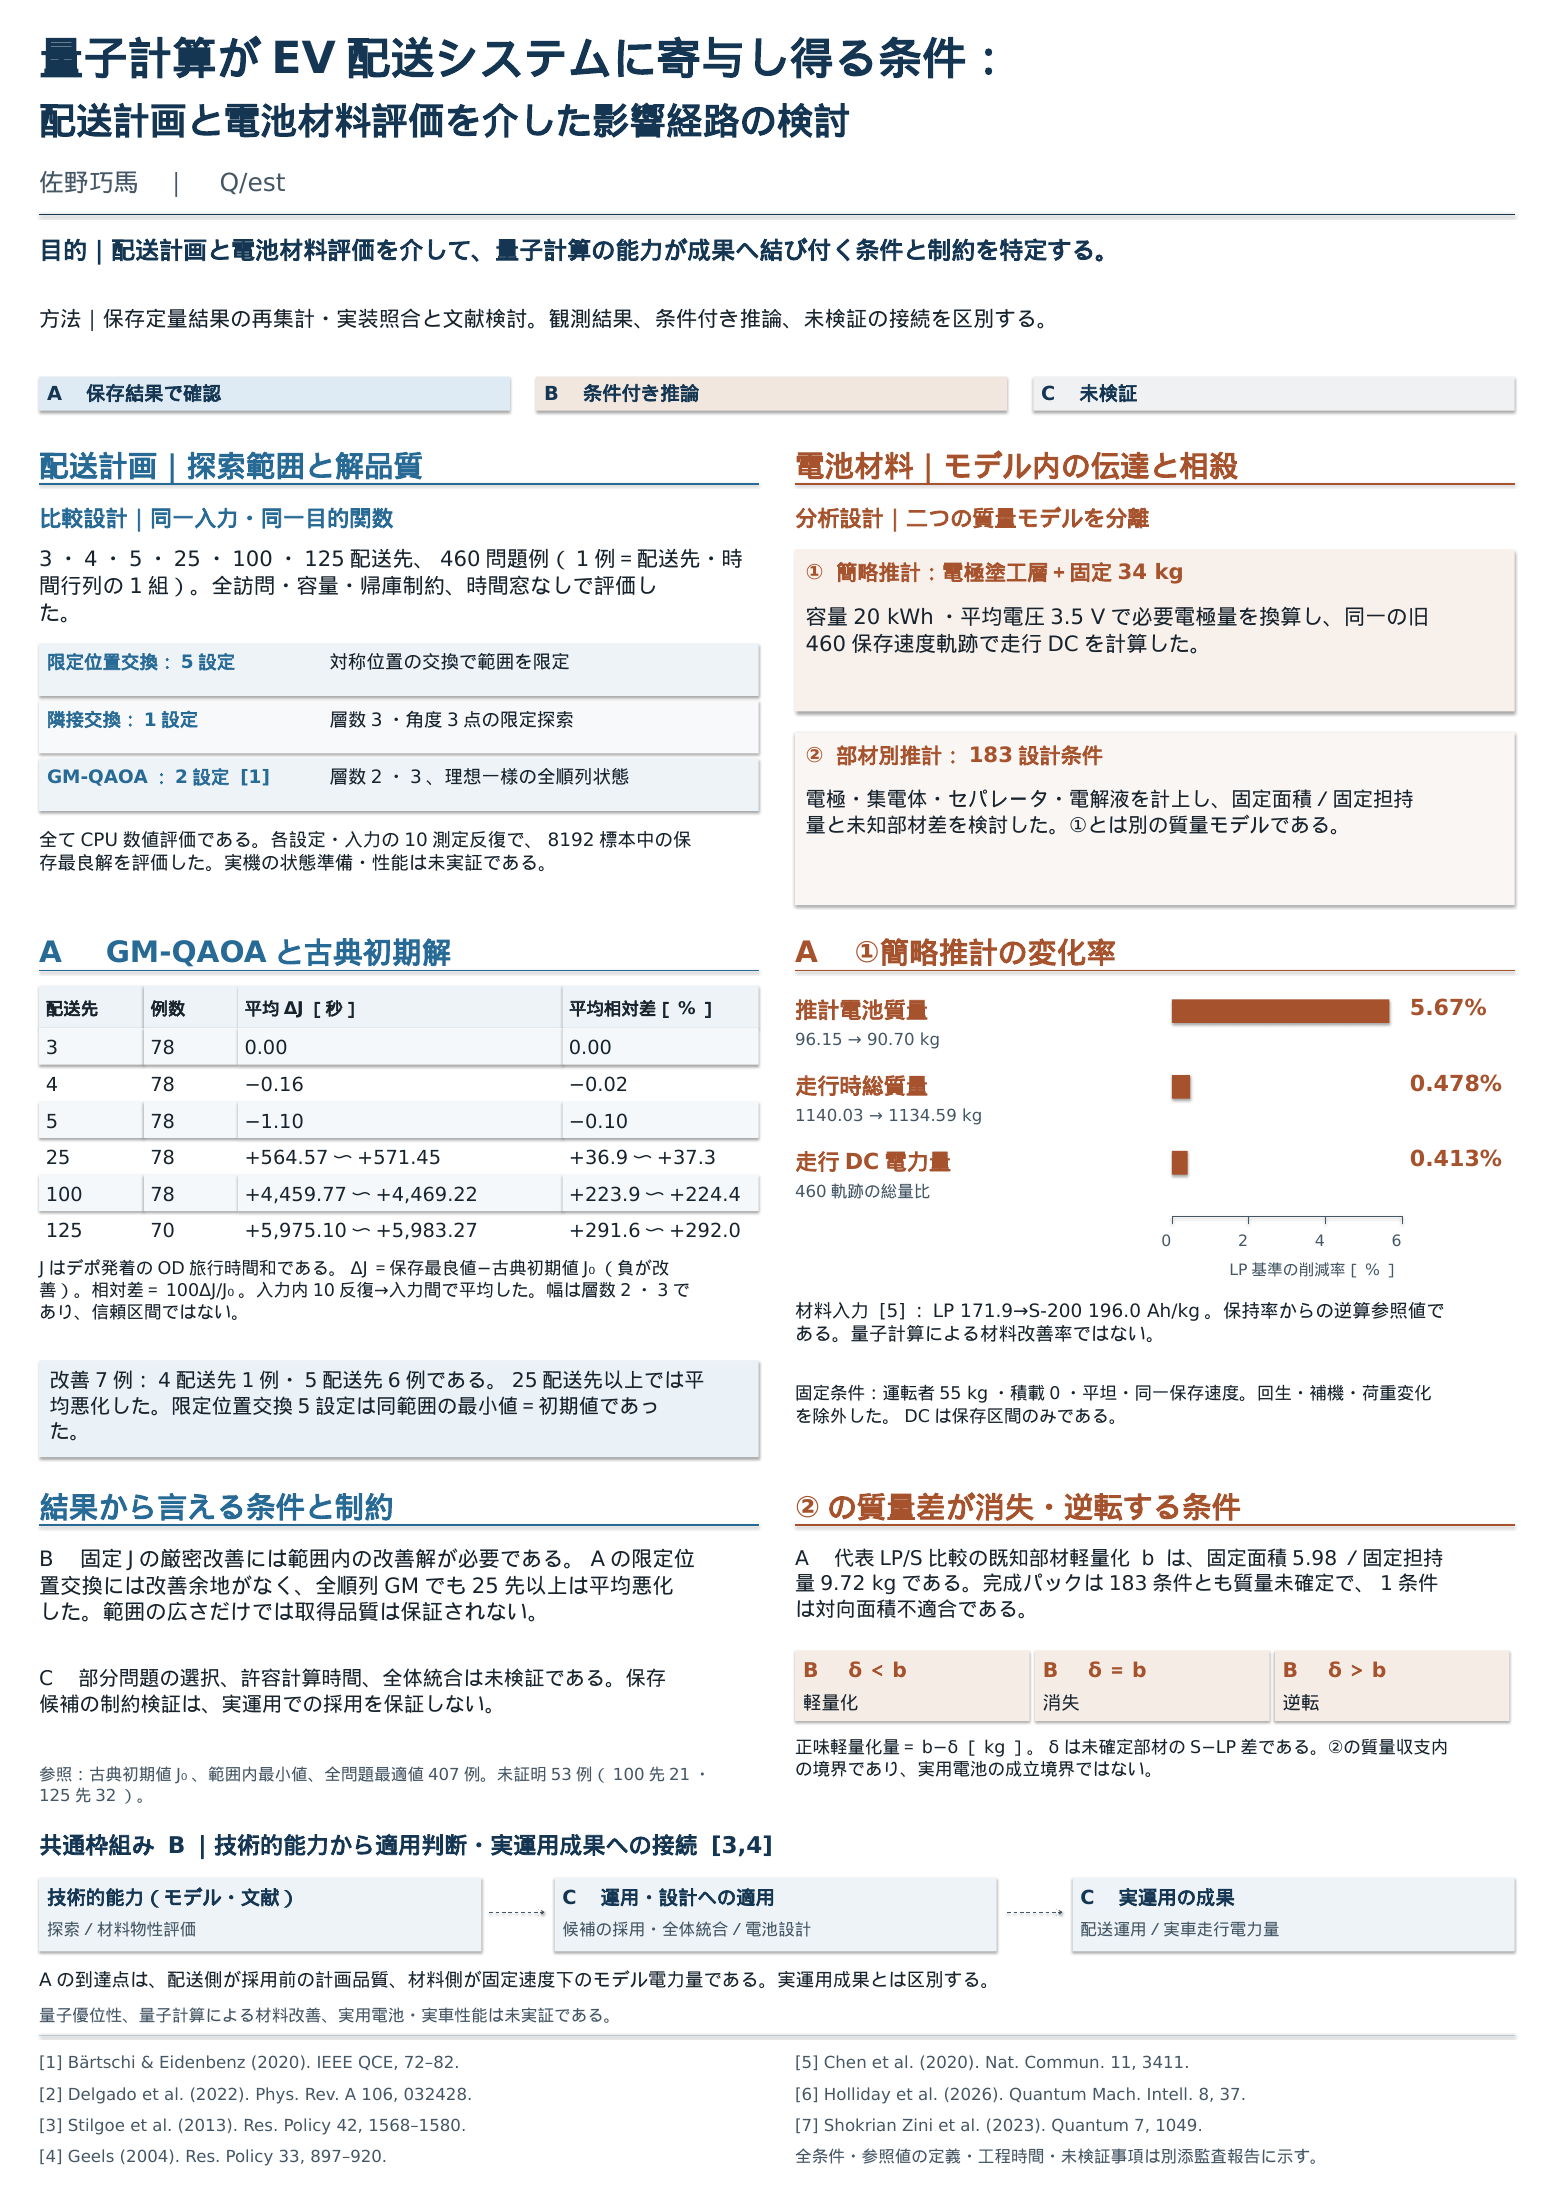 量子計算が EV 配送システムに寄与し得る条件：
配送計画と電池材料評価を介した影響経路の検討
佐野巧馬　|　Q/est
目的 | 配送計画と電池材料評価を介して、量子計算の能力が成果へ結び付く条件と制約を特定する。
方法 | 保存定量結果の再集計・実装照合と文献検討。観測結果、条件付き推論、未検証の接続を区別する。
A　保存結果で確認
B　条件付き推論
C　未検証
配送計画 | 探索範囲と解品質
比較設計 | 同一入力・同一目的関数
3 ・ 4 ・ 5 ・ 25 ・ 100 ・ 125 配送先、 460 問題例（ 1 例 = 配送先・時
間行列の 1 組）。全訪問・容量・帰庫制約、時間窓なしで評価し
た。
限定位置交換： 5 設定　対称位置の交換で範囲を限定
隣接交換： 1 設定　層数 3 ・角度 3 点の限定探索
GM-QAOA ： 2 設定 [1]　層数 2 ・ 3 、理想一様の全順列状態
全て CPU 数値評価である。各設定・入力の 10 測定反復で、 8192 標本中の保
存最良解を評価した。実機の状態準備・性能は未実証である。
A　GM-QAOA と古典初期解
配送先　例数　平均 ΔJ［秒］　平均相対差［ % ］
3　78　0.00　0.00
4　78　−0.16　−0.02
5　78　−1.10　−0.10
25　78　+564.57 〜 +571.45　+36.9 〜 +37.3
100　78　+4,459.77 〜 +4,469.22　+223.9 〜 +224.4
125　70　+5,975.10 〜 +5,983.27　+291.6 〜 +292.0
J はデポ発着の OD 旅行時間和である。 ΔJ = 保存最良値−古典初期値 J₀（負が改
善）。相対差 = 100ΔJ/J₀ 。入力内 10 反復→入力間で平均した。幅は層数 2 ・ 3 で
あり、信頼区間ではない。
改善 7 例： 4 配送先 1 例・ 5 配送先 6 例である。 25 配送先以上では平
均悪化した。限定位置交換 5 設定は同範囲の最小値 = 初期値であっ
た。
結果から言える条件と制約
B　固定 J の厳密改善には範囲内の改善解が必要である。 A の限定位
置交換には改善余地がなく、全順列 GM でも 25 先以上は平均悪化
した。範囲の広さだけでは取得品質は保証されない。
C　部分問題の選択、許容計算時間、全体統合は未検証である。保存
候補の制約検証は、実運用での採用を保証しない。
参照：古典初期値 J₀ 、範囲内最小値、全問題最適値 407 例。未証明 53 例（ 100 先 21 ・
125 先 32 ）。
電池材料 | モデル内の伝達と相殺
分析設計 | 二つの質量モデルを分離
① 簡略推計：電極塗工層 + 固定 34 kg
容量 20 kWh ・平均電圧 3.5 V で必要電極量を換算し、同一の旧
460 保存速度軌跡で走行 DC を計算した。
② 部材別推計： 183 設計条件
電極・集電体・セパレータ・電解液を計上し、固定面積 / 固定担持
量と未知部材差を検討した。①とは別の質量モデルである。
A　①簡略推計の変化率
推計電池質量　5.67%
96.15 → 90.70 kg
走行時総質量　0.478%
1140.03 → 1134.59 kg
走行 DC 電力量　0.413%
460 軌跡の総量比
0　2　4　6
LP 基準の削減率［ % ］
材料入力 [5] ： LP 171.9→S-200 196.0 Ah/kg 。保持率からの逆算参照値で
ある。量子計算による材料改善率ではない。
固定条件：運転者 55 kg ・積載 0 ・平坦・同一保存速度。回生・補機・荷重変化
を除外した。 DC は保存区間のみである。
② の質量差が消失・逆転する条件
A　代表 LP/S 比較の既知部材軽量化 b は、固定面積 5.98 / 固定担持
量 9.72 kg である。完成パックは 183 条件とも質量未確定で、 1 条件
は対向面積不適合である。
B　δ < b
軽量化
B　δ = b
消失
B　δ > b
逆転
正味軽量化量 = b−δ［ kg ］。 δ は未確定部材の S−LP 差である。②の質量収支内
の境界であり、実用電池の成立境界ではない。
共通枠組み B | 技術的能力から適用判断・実運用成果への接続 [3,4]
技術的能力（モデル・文献）
探索 / 材料物性評価
C　運用・設計への適用
候補の採用・全体統合 / 電池設計
C　実運用の成果
配送運用 / 実車走行電力量
A の到達点は、配送側が採用前の計画品質、材料側が固定速度下のモデル電力量である。実運用成果とは区別する。
量子優位性、量子計算による材料改善、実用電池・実車性能は未実証である。
[1] Bärtschi & Eidenbenz (2020). IEEE QCE, 72–82.
[2] Delgado et al. (2022). Phys. Rev. A 106, 032428.
[3] Stilgoe et al. (2013). Res. Policy 42, 1568–1580.
[4] Geels (2004). Res. Policy 33, 897–920.
[5] Chen et al. (2020). Nat. Commun. 11, 3411.
[6] Holliday et al. (2026). Quantum Mach. Intell. 8, 37.
[7] Shokrian Zini et al. (2023). Quantum 7, 1049.
全条件・参照値の定義・工程時間・未検証事項は別添監査報告に示す。